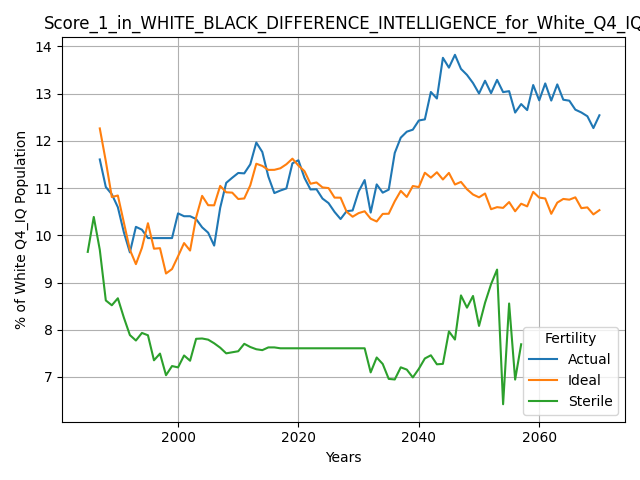 Score_1_in_WHITE_BLACK_DIFFERENCE_INTELLIGENCE_for_White_Q4_IQ
% of White Q4_IQ Population
14
13
12
11
10
9
8
7
2000 2020 2040 2060
Years
Fertility
Actual
Ideal
Sterile